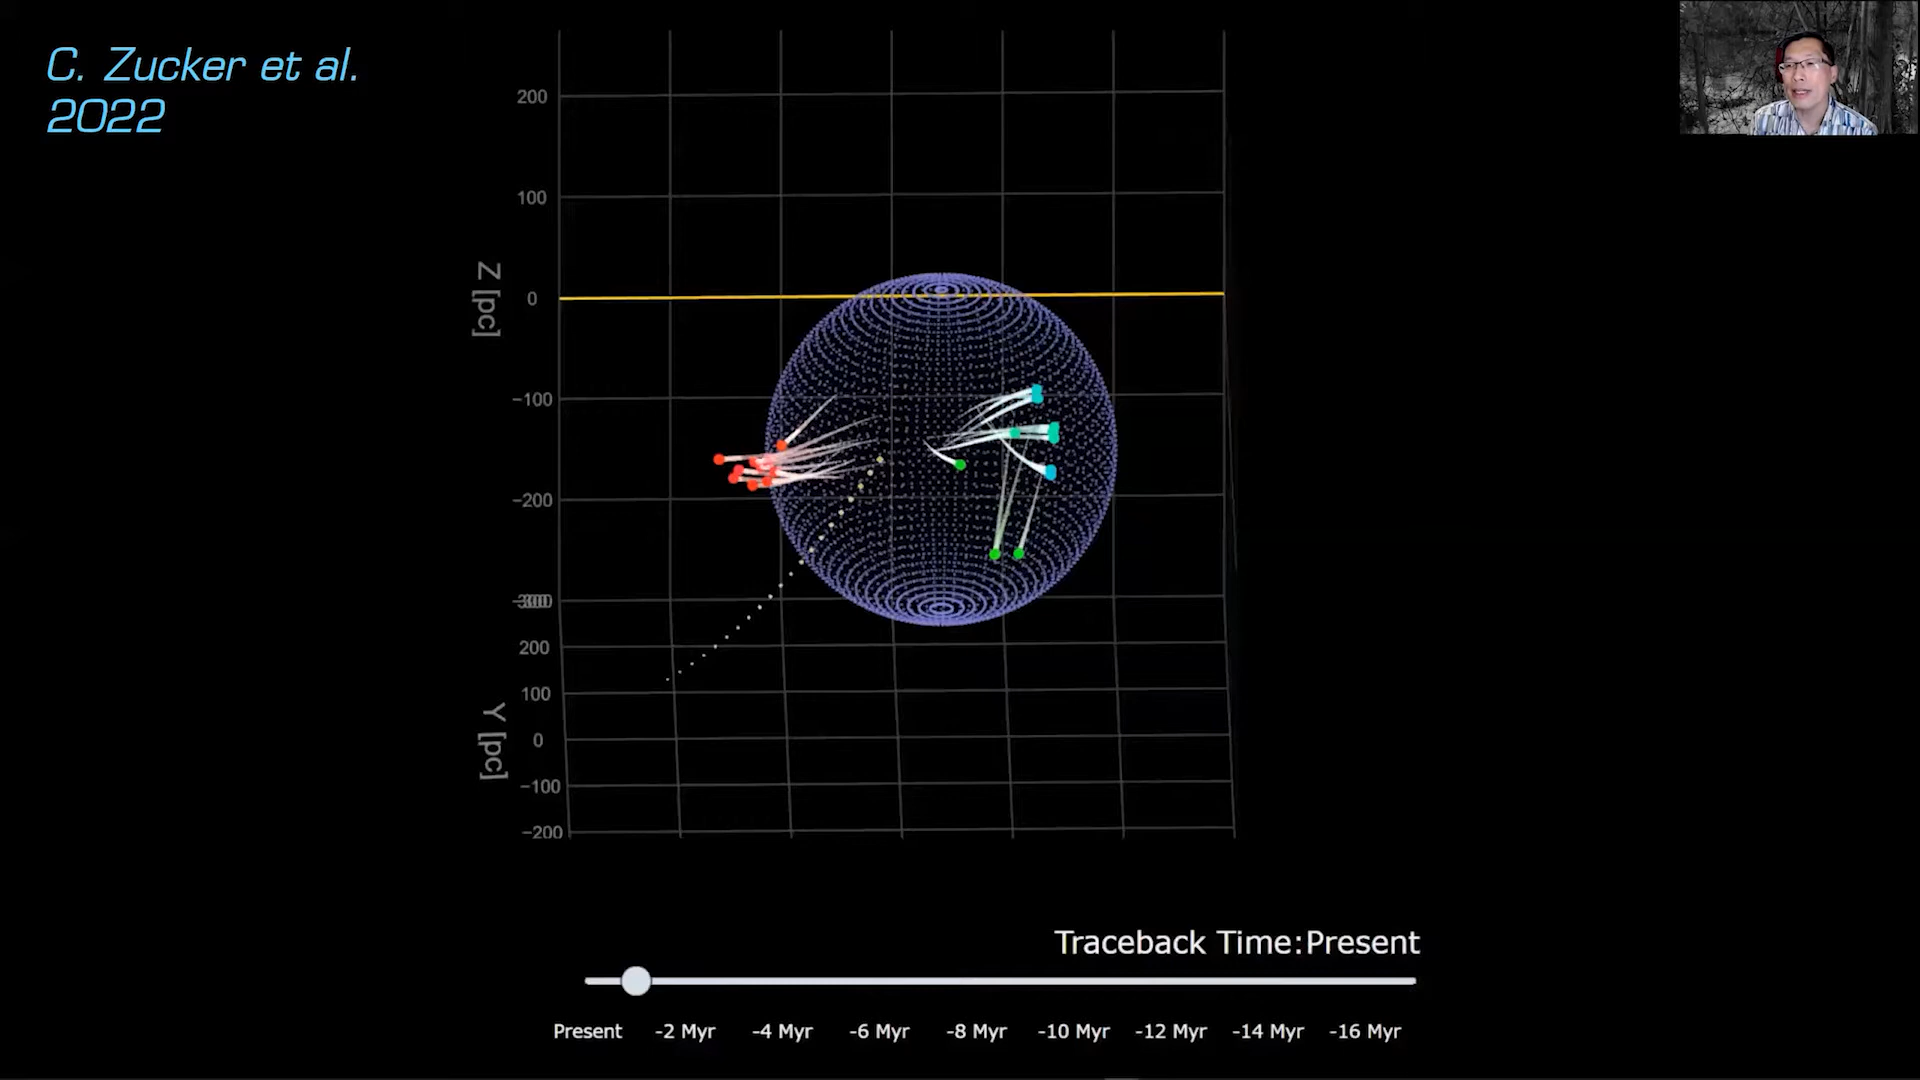 C. Zucker et al.
2022
200
100
Z [pc]
0
−100
−200
−300
200
100
Y [pc]
0
−100
−200
Traceback Time:Present
Present -2 Myr -4 Myr -6 Myr -8 Myr -10 Myr -12 Myr -14 Myr -16 Myr